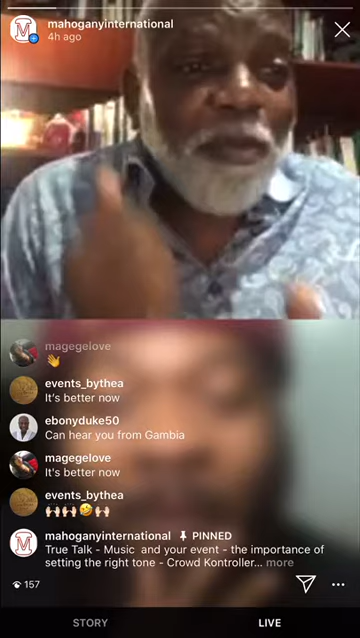 mahoganyinternational
4h ago
magegelove
👋
events_bythea
It's better now
ebonyduke50
Can hear you from Gambia
magegelove
It's better now
events_bythea
🙌🏻🙌🏻🤣🙌🏻
mahoganyinternational 📌 PINNED
True Talk - Music and your event - the importance of
setting the right tone - Crowd Kontroller... more
157
STORY LIVE